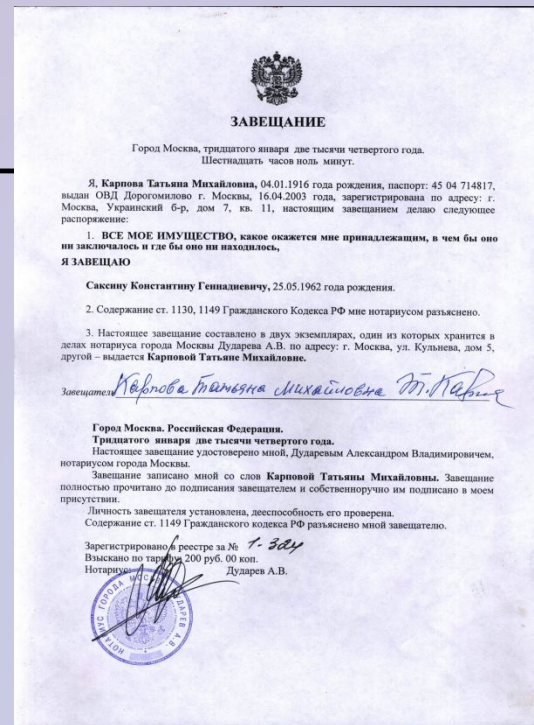 ЗАВЕЩАНИЕ
Город Москва, тридцатого января две тысячи четвертого года.
Шестнадцать часов ноль минут.
Я, Карпова Татьяна Михайловна, 04.01.1916 года рождения, паспорт: 45 04 714817,
выдан ОВД Дорогомилово г. Москвы, 16.04.2003 года, зарегистрирована по адресу: г.
Москва, Украинский б-р, дом 7, кв. 11, настоящим завещанием делаю следующее
распоряжение:
1. ВСЕ МОЕ ИМУЩЕСТВО, какое окажется мне принадлежащим, в чем бы оно
ни заключалось и где бы оно ни находилось,
Я ЗАВЕЩАЮ
Саксину Константину Геннадиевичу, 25.05.1962 года рождения.
2. Содержание ст. 1130, 1149 Гражданского Кодекса РФ мне нотариусом разъяснено.
3. Настоящее завещание составлено в двух экземплярах, один из которых хранится в
делах нотариуса города Москвы Дударева А.В. по адресу: г. Москва, ул. Кульнева, дом 5,
другой – выдается Карповой Татьяне Михайловне.
Завещатель Карпова Татьяна Михайловна Т. Карпо
Город Москва. Российская Федерация.
Тридцатого января две тысячи четвертого года.
Настоящее завещание удостоверено мной, Дударевым Александром Владимировичем,
нотариусом города Москвы.
Завещание записано мной со слов Карповой Татьяны Михайловны. Завещание
полностью прочитано до подписания завещателем и собственноручно им подписано в моем
присутствии.
Личность завещателя установлена, дееспособность его проверена.
Содержание ст. 1149 Гражданского кодекса РФ разъяснено мной завещателю.
Зарегистрировано в реестре за № 1-324
Взыскано по тарифу: 200 руб. 00 коп.
Нотариус: Дударев А.В.
НОТАРИУС ГОРОДА МОСКВЫ ДУДАРЕВ А.В.